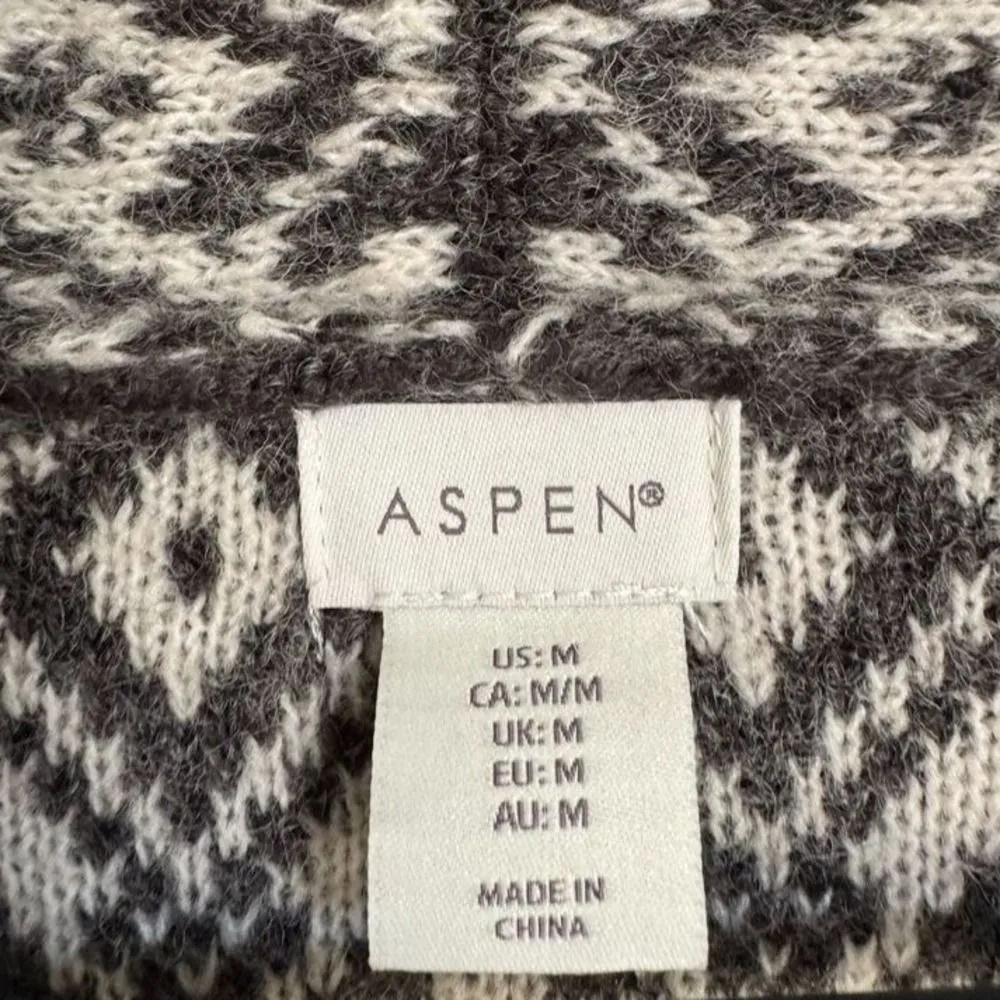 ASPEN®
US: M
CA: M/M
UK: M
EU: M
AU: M
MADE IN
CHINA